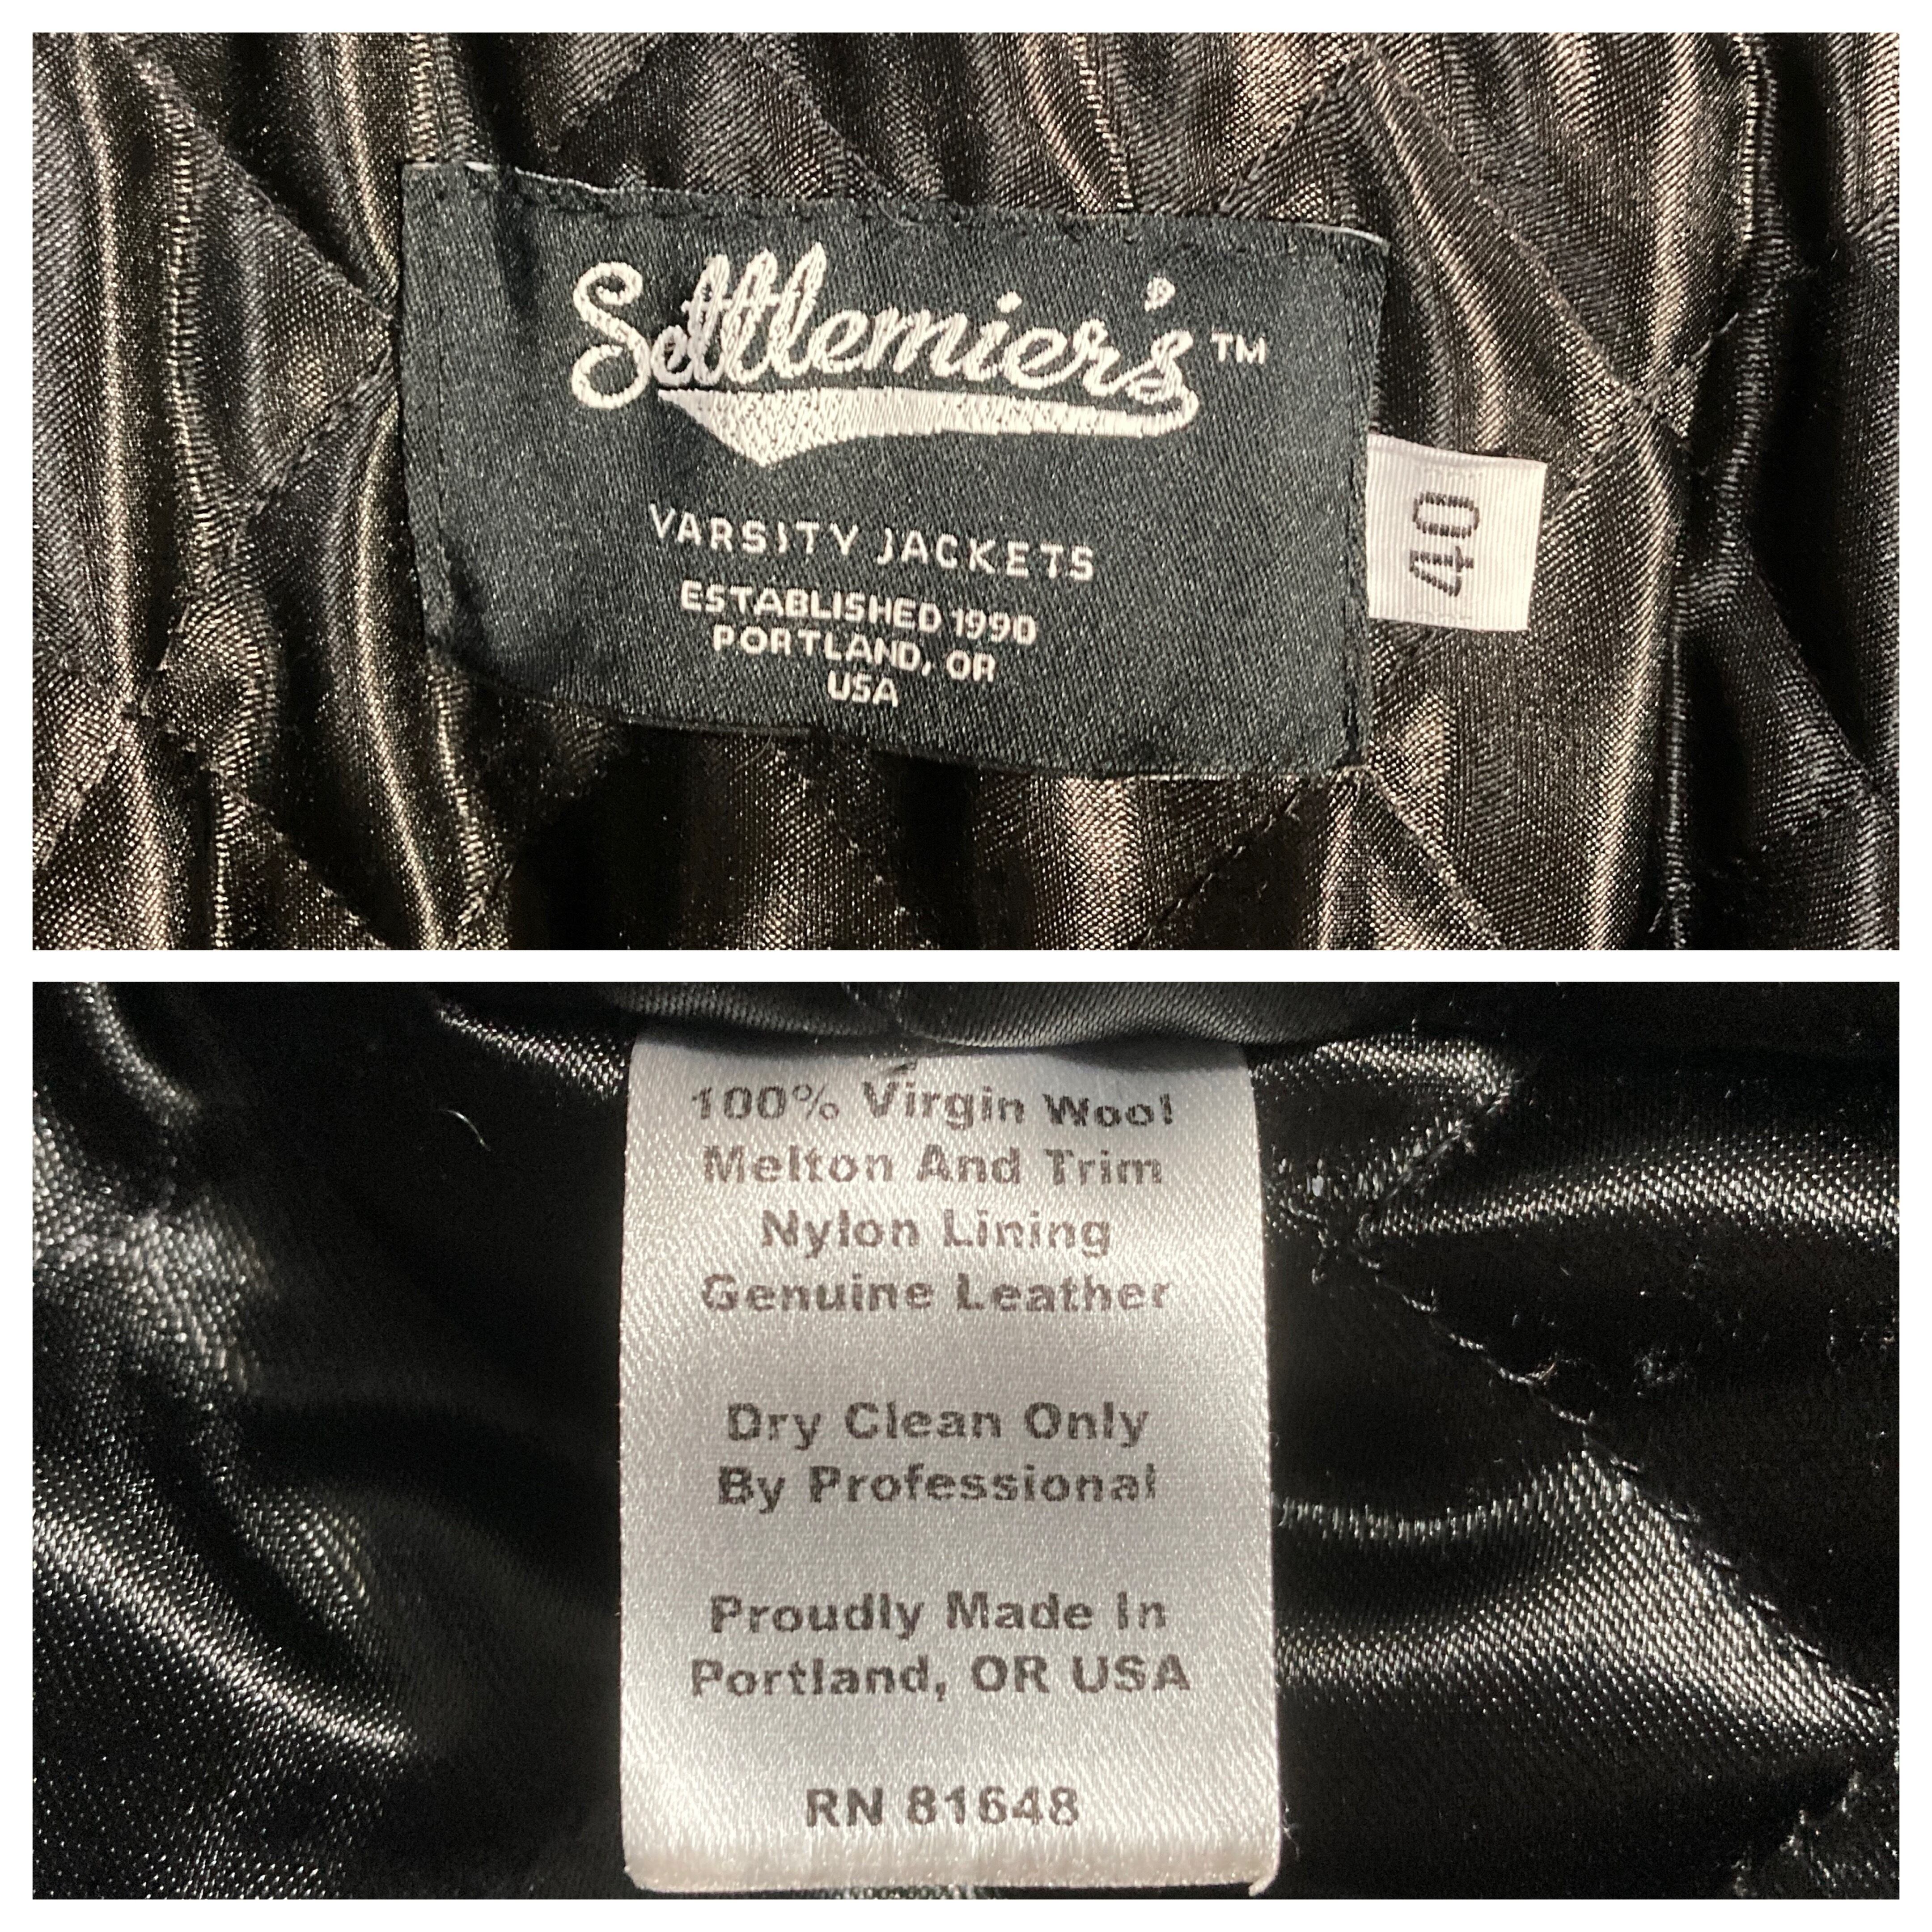 Settlemier's™
VARSITY JACKETS
ESTABLISHED 1990
PORTLAND, OR
USA
40
100% Virgin Wool
Melton And Trim
Nylon Lining
Genuine Leather
Dry Clean Only
By Professional
Proudly Made In
Portland, OR USA
RN 81648